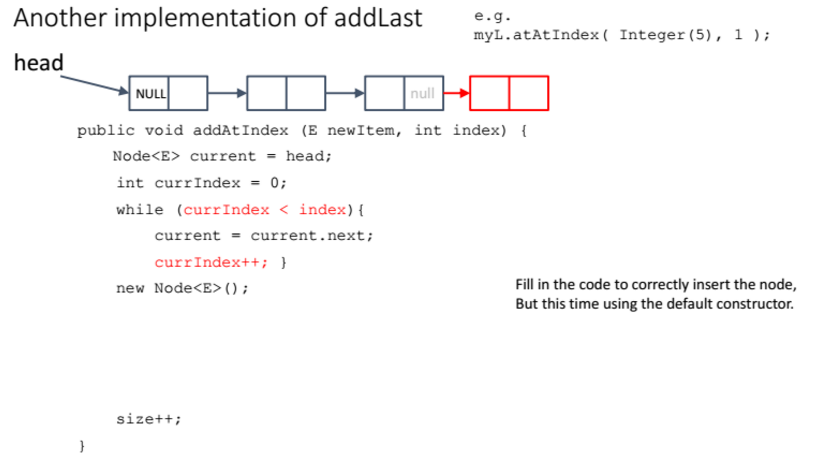 Another implementation of addLast
e.g.
myL.atAtIndex( Integer(5), 1 );
head
NULL
null
public void addAtIndex (E newItem, int index) {
Node<E> current = head;
int currIndex = 0;
while (currIndex < index){
current = current.next;
currIndex++; }
new Node<E>();
Fill in the code to correctly insert the node,
But this time using the default constructor.
size++;
}